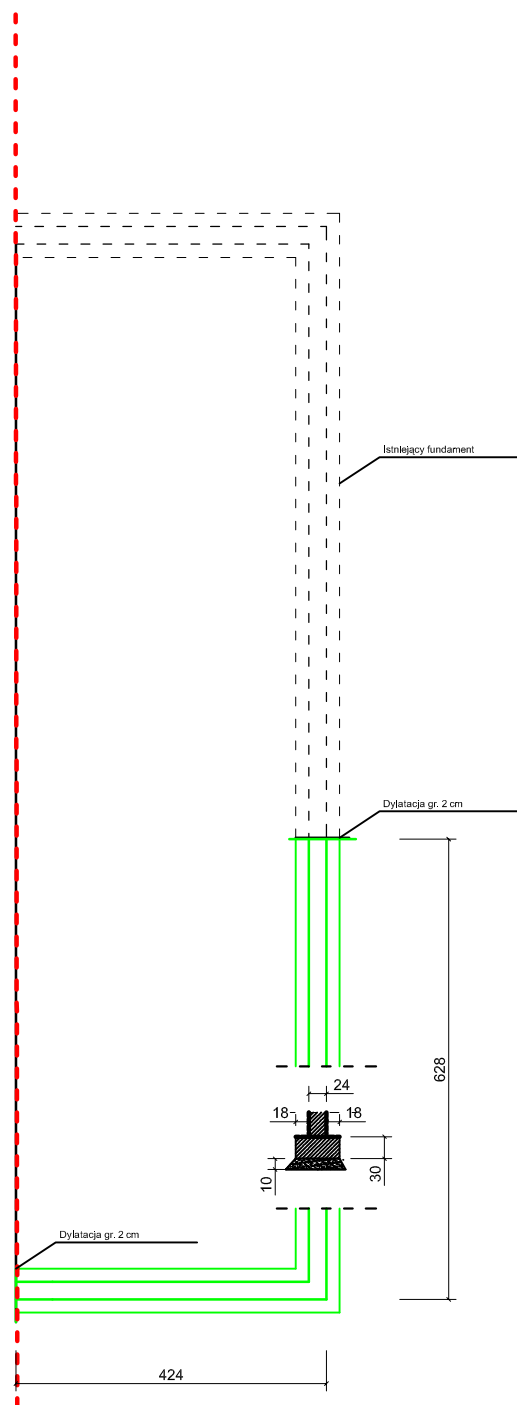 Istniejący fundament
Dylatacja gr. 2 cm
628
24
18
18
30
10
Dylatacja gr. 2 cm
424